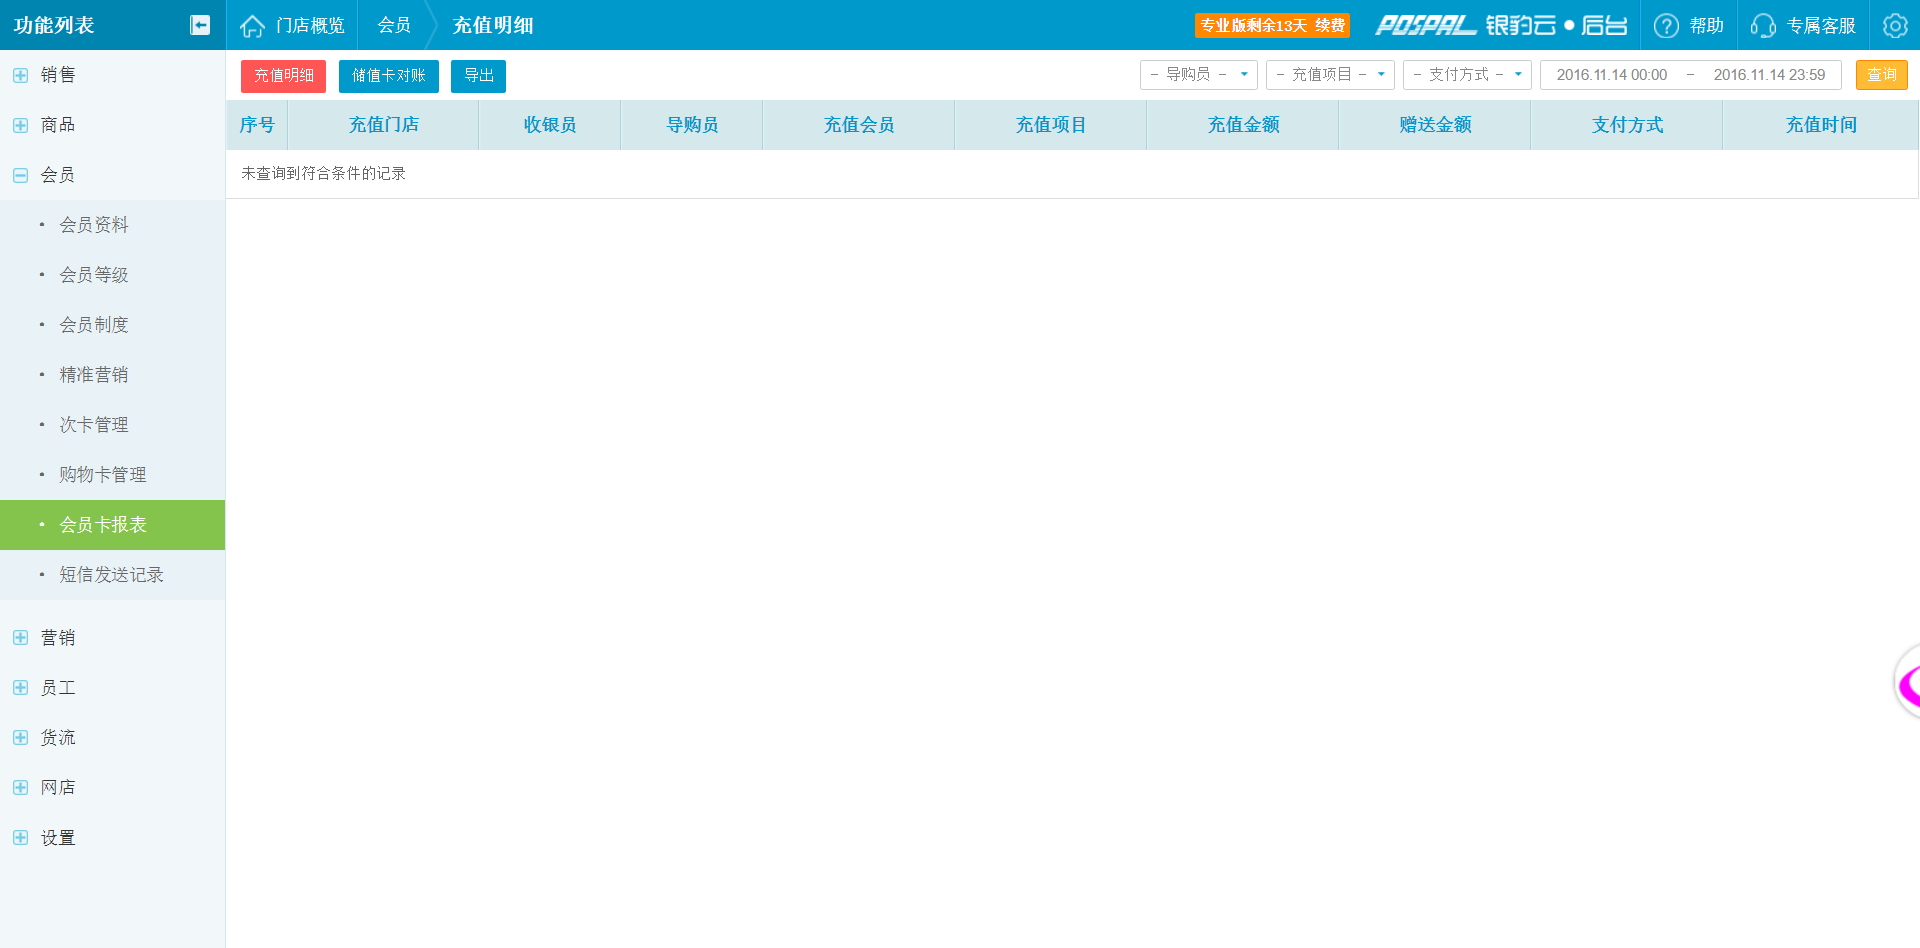 功能列表
门店概览 会员 充值明细
专业版剩余13天 续费
POSPAL 银豹云●后台
帮助 专属客服
销售
商品
会员
• 会员资料
• 会员等级
• 会员制度
• 精准营销
• 次卡管理
• 购物卡管理
• 会员卡报表
• 短信发送记录
营销
员工
货流
网店
设置
充值明细 储值卡对账 导出
－ 导购员 － － 充值项目 － － 支付方式 － 2016.11.14 00:00 － 2016.11.14 23:59 查询
序号 充值门店 收银员 导购员 充值会员 充值项目 充值金额 赠送金额 支付方式 充值时间
未查询到符合条件的记录